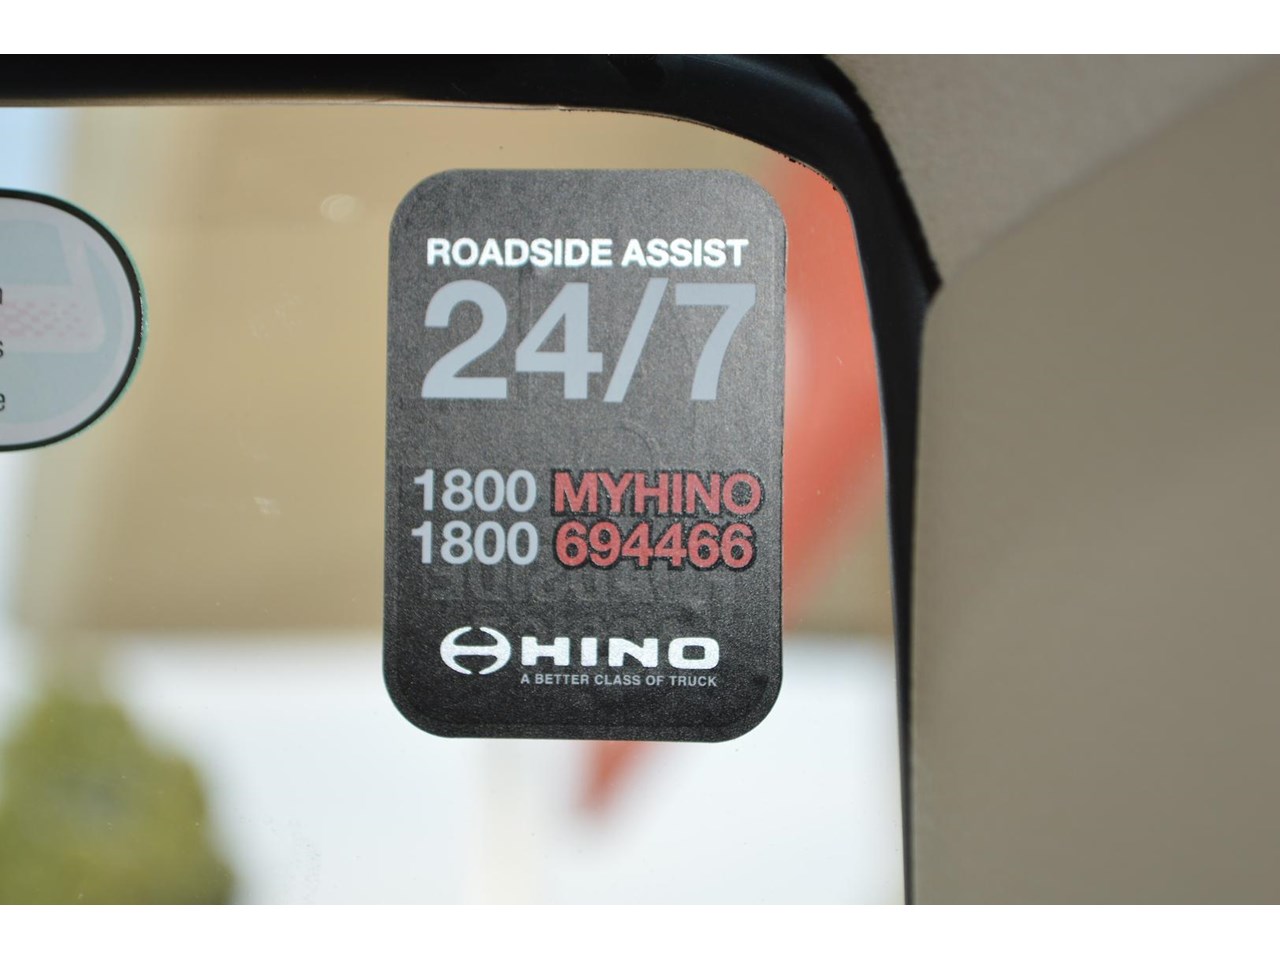 ROADSIDE ASSIST
24/7
1800 MYHINO
1800 694466
HINO
A BETTER CLASS OF TRUCK